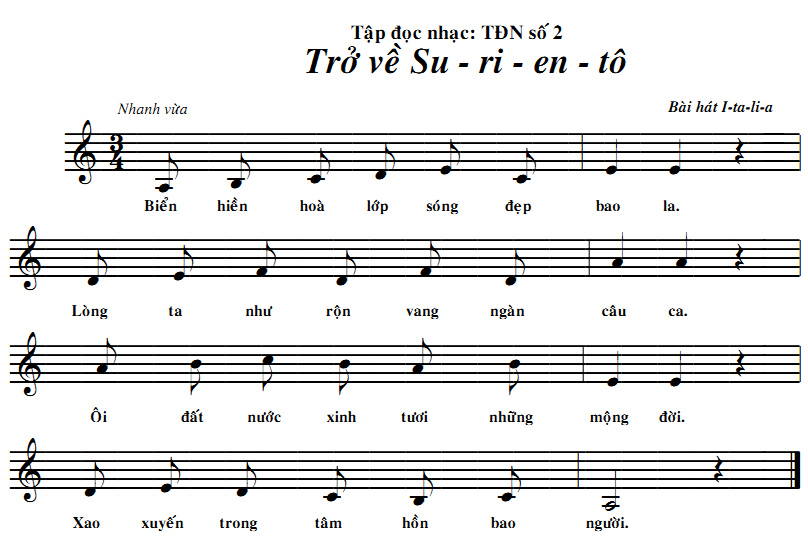 Tập đọc nhạc: TĐN số 2
Trở về Su - ri - en - tô
Nhanh vừa
Bài hát I-ta-li-a
3
4
Biển hiền hoà lớp sóng đẹp bao la.
Lòng ta như rộn vang ngàn câu ca.
Ôi đất nước xinh tươi những mộng đời.
Xao xuyến trong tâm hồn bao người.